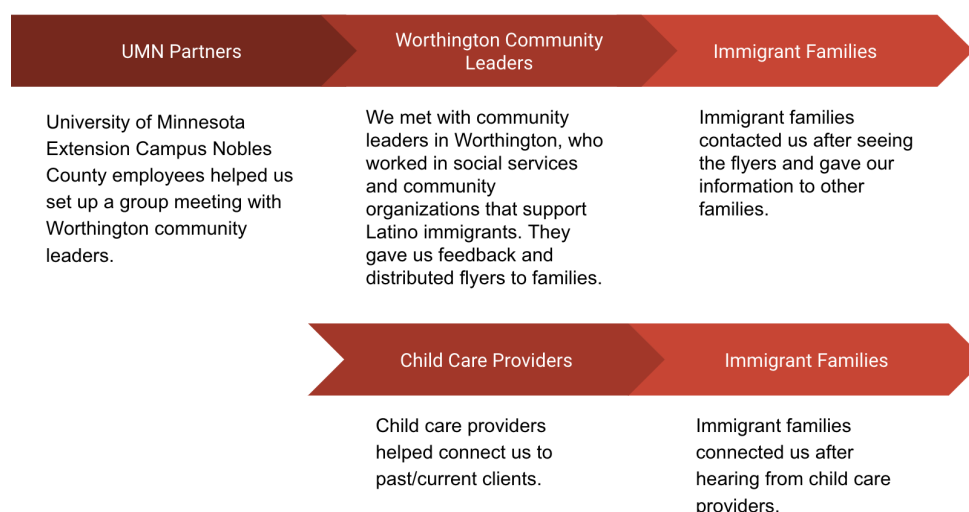 UMN Partners
Worthington Community
Leaders
Immigrant Families
University of Minnesota
Extension Campus Nobles
County employees helped us
set up a group meeting with
Worthington community
leaders.
We met with community
leaders in Worthington, who
worked in social services
and community
organizations that support
Latino immigrants. They
gave us feedback and
distributed flyers to families.
Immigrant families
contacted us after seeing
the flyers and gave our
information to other
families.
Child Care Providers
Immigrant Families
Child care providers
helped connect us to
past/current clients.
Immigrant families
connected us after
hearing from child care
providers.